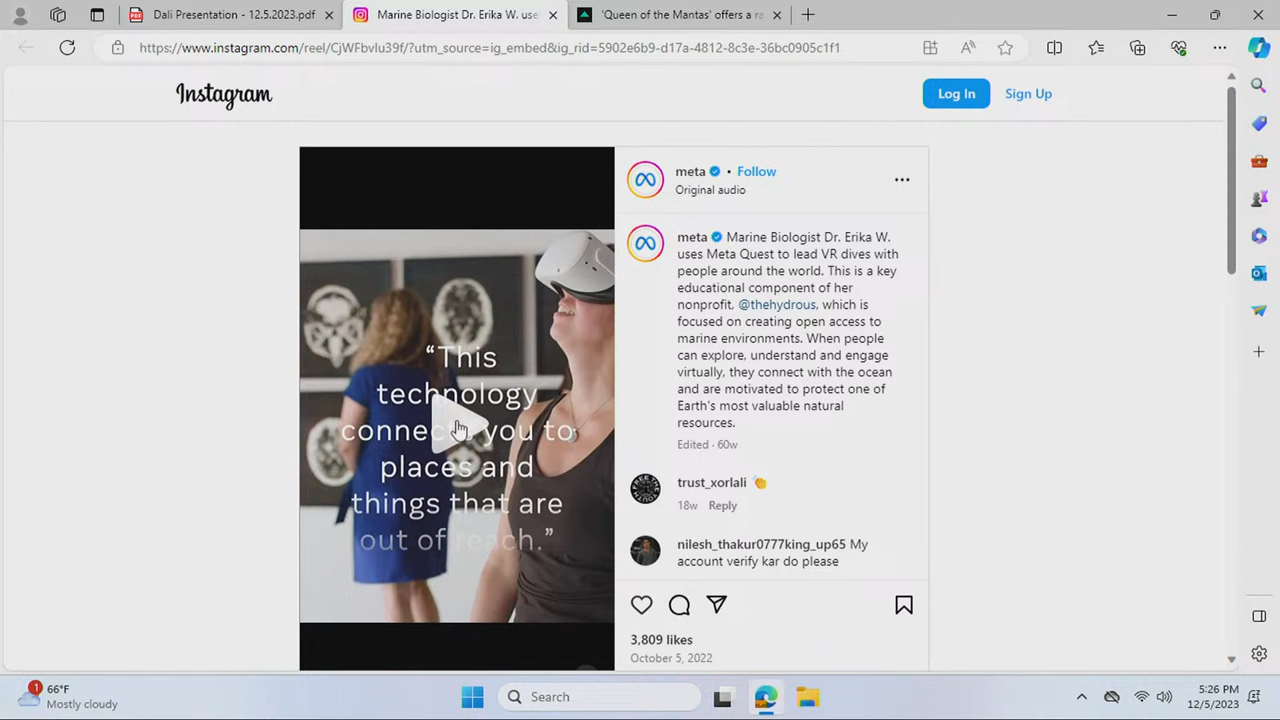 Dali Presentation - 12.5.2023.pdf
Marine Biologist Dr. Erika W. use
'Queen of the Mantas' offers a ra
https://www.instagram.com/reel/CjWFbvlu39f/?utm_source=ig_embed&ig_rid=5902e6b9-d17a-4812-8c3e-36bc0905c1f1
Instagram
Log In
Sign Up
meta • Follow
Original audio
meta Marine Biologist Dr. Erika W.
uses Meta Quest to lead VR dives with
people around the world. This is a key
educational component of her
nonprofit, @thehydrous, which is
focused on creating open access to
marine environments. When people
can explore, understand and engage
virtually, they connect with the ocean
and are motivated to protect one of
Earth's most valuable natural
resources.
Edited · 60w
trust_xorlali 👏
18w Reply
nilesh_thakur0777king_up65 My
account verify kar do please
3,809 likes
October 5, 2022
“This
technology
connects you to
places and
things that are
out of reach.”
1
66°F
Mostly cloudy
Search
5:26 PM
12/5/2023